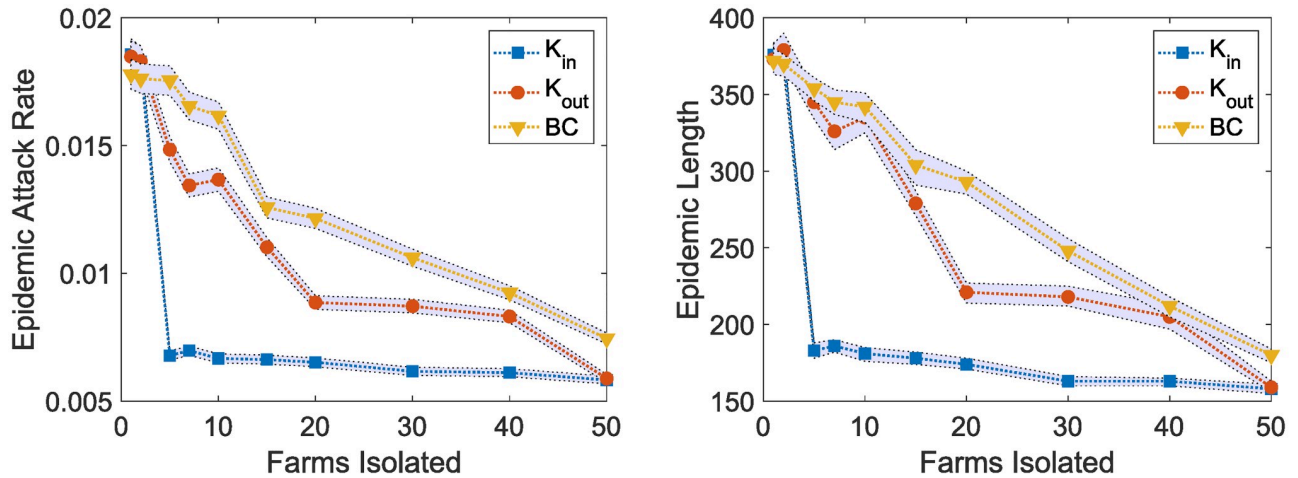 Epidemic Attack Rate
0.02
0.015
0.01
0.005
0 10 20 30 40 50
Farms Isolated
K_in
K_out
BC
Epidemic Length
400
350
300
250
200
150
0 10 20 30 40 50
Farms Isolated
K_in
K_out
BC